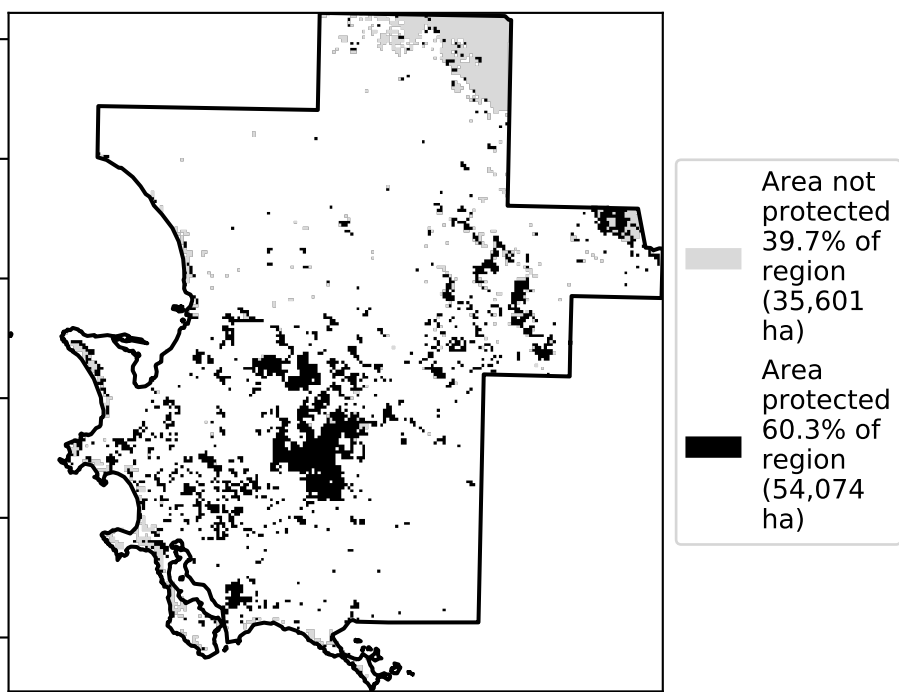 Area not
protected
39.7% of
region
(35,601
ha)
Area
protected
60.3% of
region
(54,074
ha)